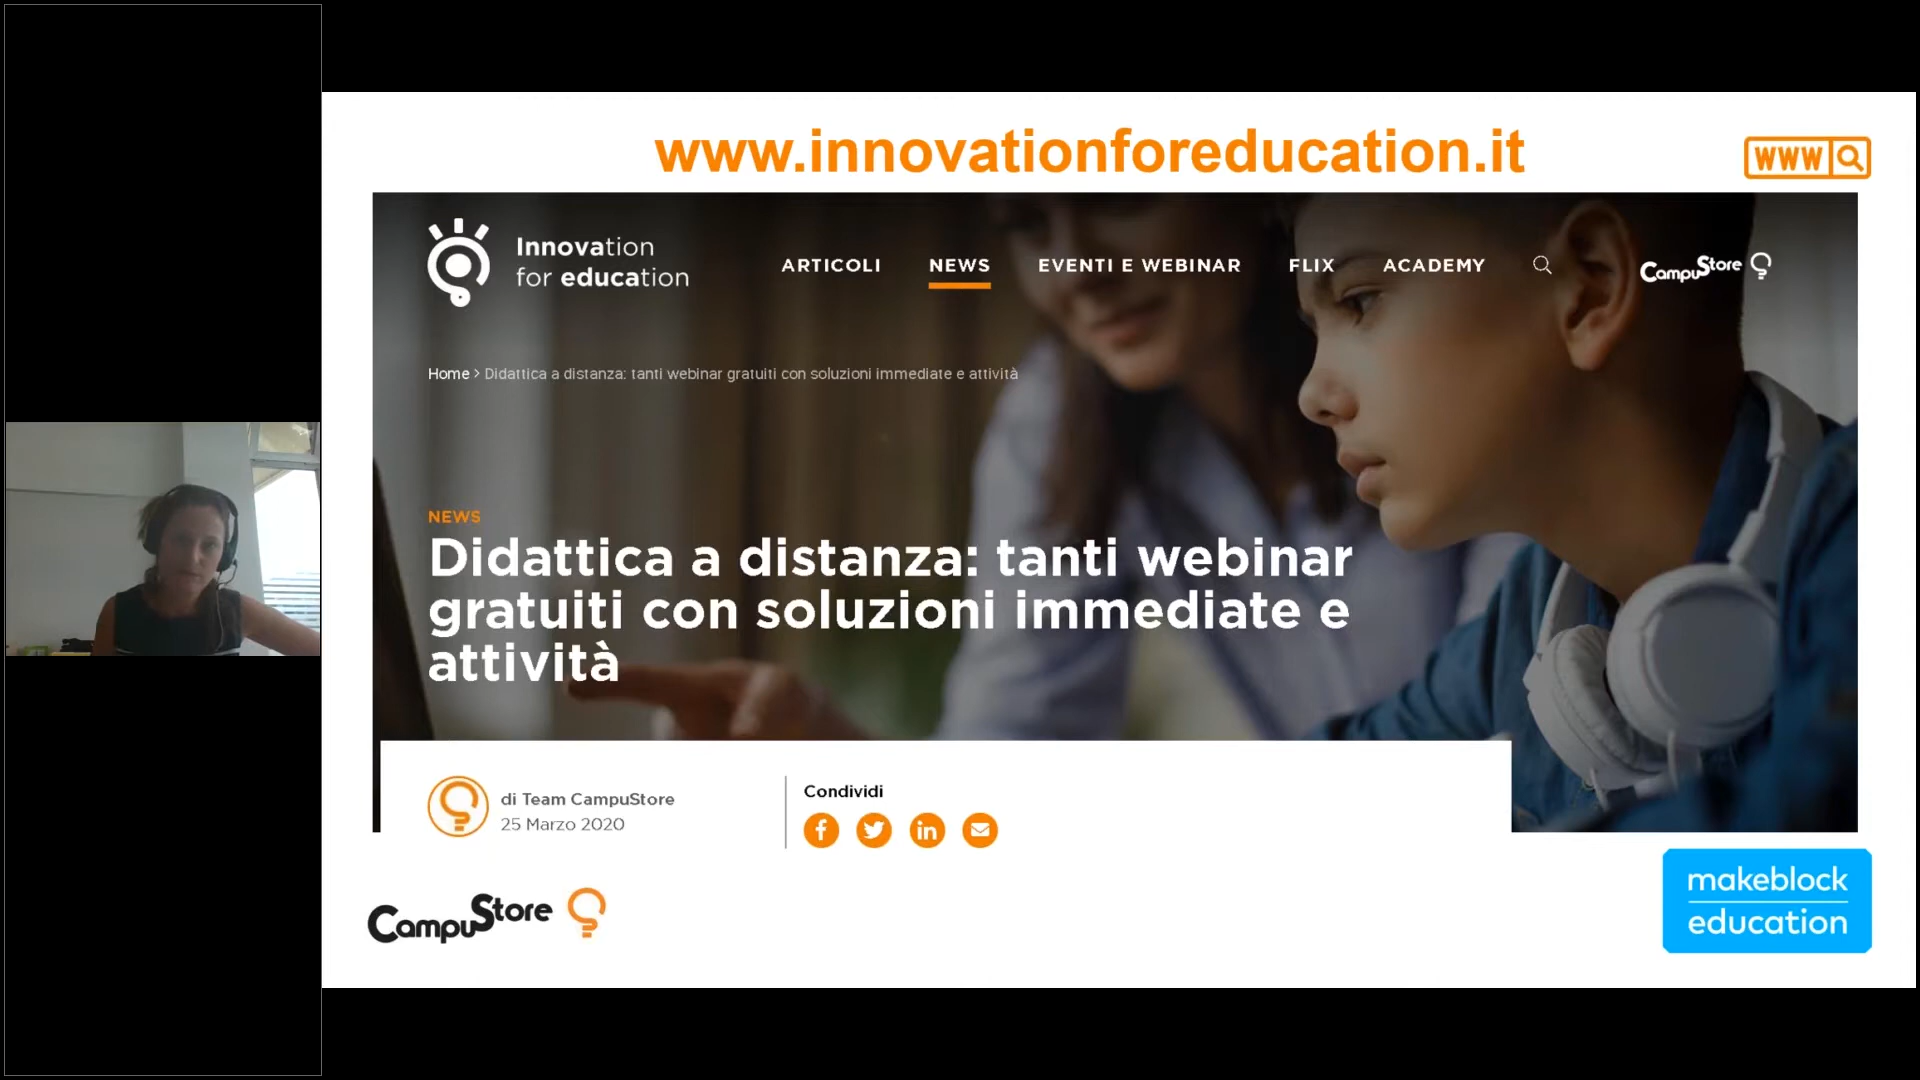 www.innovationforeducation.it
WWW
Innovation
for education
ARTICOLI NEWS EVENTI E WEBINAR FLIX ACADEMY
CampuStore
Home > Didattica a distanza: tanti webinar gratuiti con soluzioni immediate e attività
NEWS
Didattica a distanza: tanti webinar
gratuiti con soluzioni immediate e
attività
di Team CampuStore
25 Marzo 2020
Condividi
CampuStore
makeblock
education